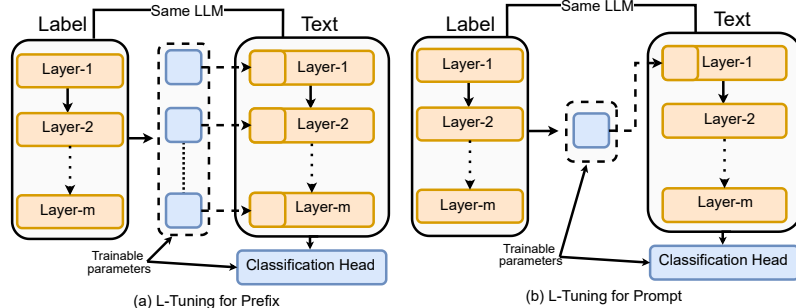 Same LLM
Label
Text
Layer-1
Layer-1
Layer-2
Layer-2
Layer-m
Layer-m
Trainable
parameters
Classification Head
(a) L-Tuning for Prefix
Same LLM
Label
Text
Layer-1
Layer-1
Layer-2
Layer-2
Layer-m
Layer-m
Trainable
parameters
Classification Head
(b) L-Tuning for Prompt